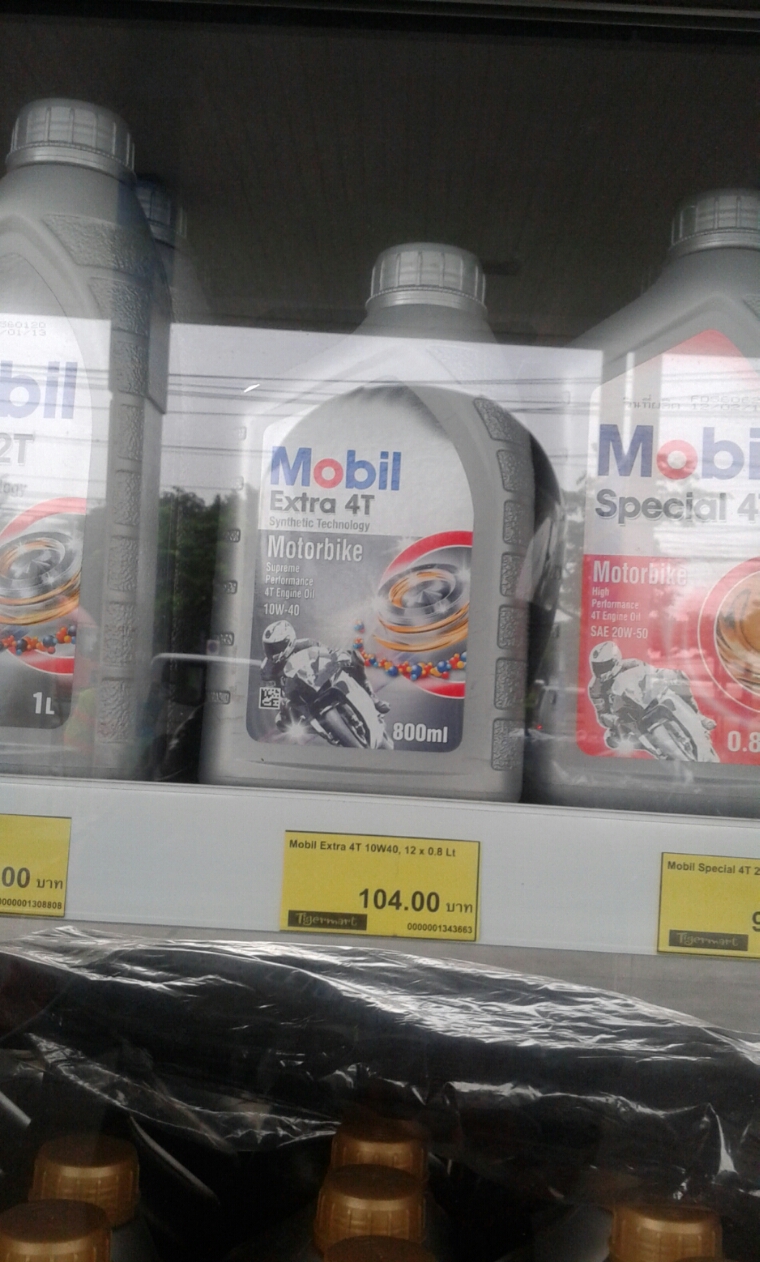 bil
2T
1L
Mobil
Extra 4T
Synthetic Technology
Motorbike
Supreme
Performance
4T Engine Oil
10W-40
800ml
Mobi
Special 4
Motorbike
High
Performance
4T Engine Oil
SAE 20W-50
0.8
00 บาท
0000001308808
Mobil Extra 4T 10W40, 12 x 0.8 Lt
104.00 บาท
Tigermart
0000001343663
Mobil Special 4T 2
9
Tigermart